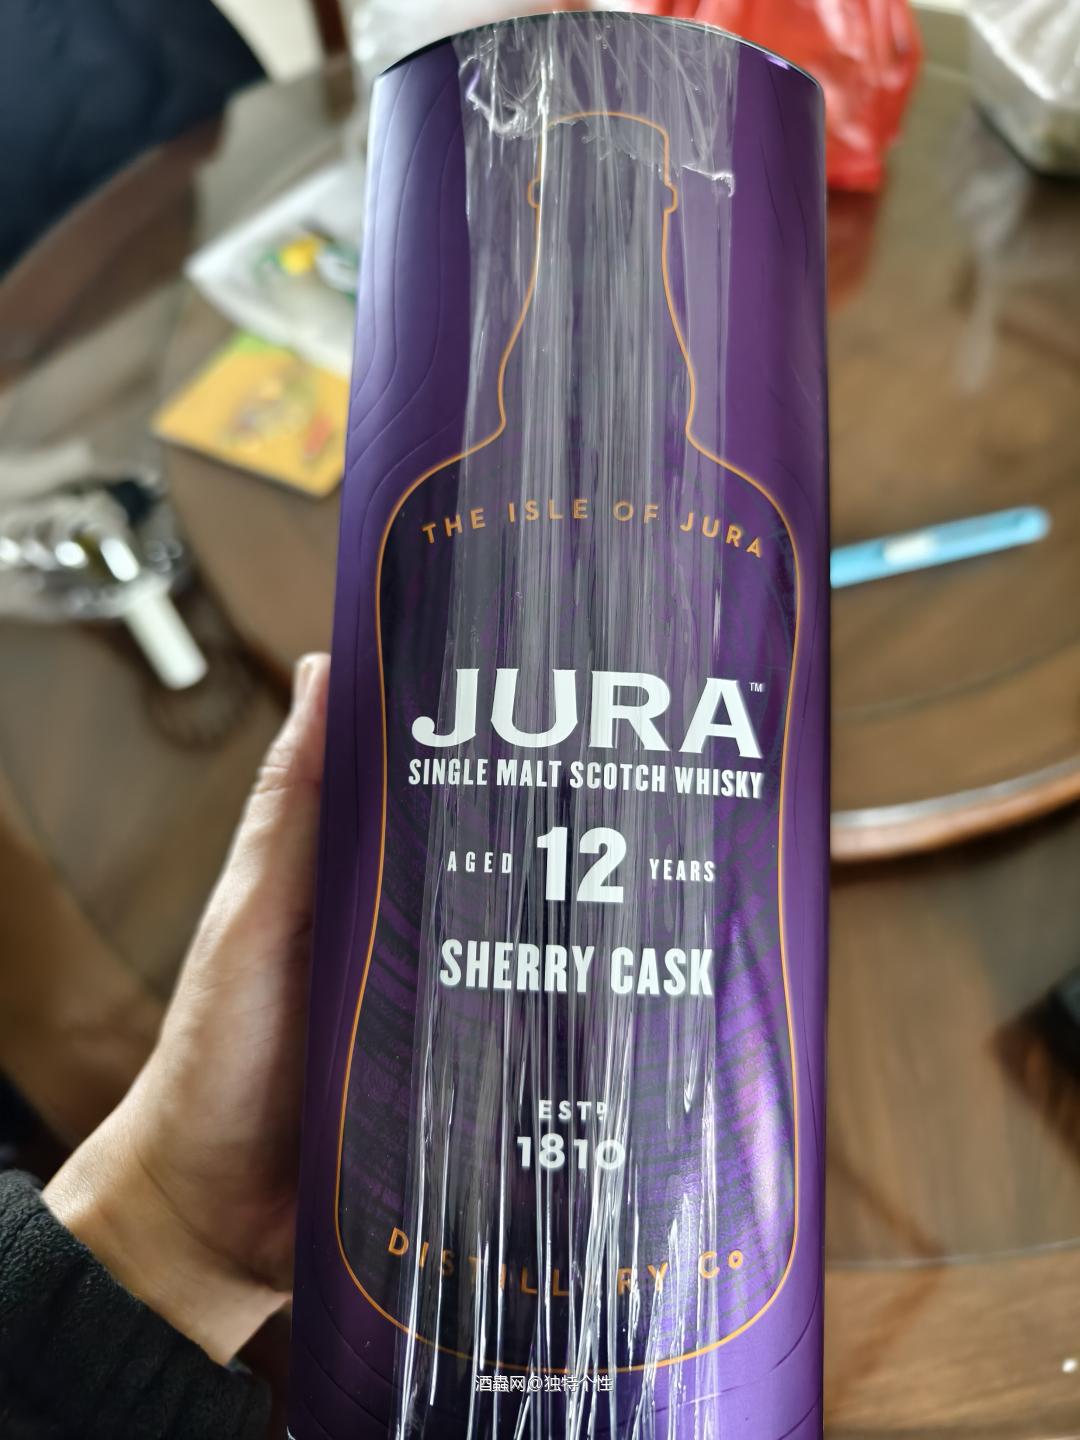 THE ISLE OF JURA
JURA™
SINGLE MALT SCOTCH WHISKY
AGED 12 YEARS
SHERRY CASK
ESTD
1810
DISTILLERY Co
酒蟲网@独特个性